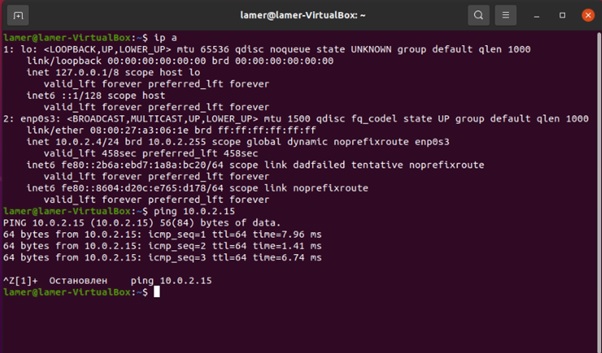 lamer@lamer-VirtualBox: ~
lamer@lamer-VirtualBox:~$ ip a
1: lo: <LOOPBACK,UP,LOWER_UP> mtu 65536 qdisc noqueue state UNKNOWN group default qlen 1000
    link/loopback 00:00:00:00:00:00 brd 00:00:00:00:00:00
    inet 127.0.0.1/8 scope host lo
       valid_lft forever preferred_lft forever
    inet6 ::1/128 scope host
       valid_lft forever preferred_lft forever
2: enp0s3: <BROADCAST,MULTICAST,UP,LOWER_UP> mtu 1500 qdisc fq_codel state UP group default qlen 1000
    link/ether 08:00:27:a3:06:1e brd ff:ff:ff:ff:ff:ff
    inet 10.0.2.4/24 brd 10.0.2.255 scope global dynamic noprefixroute enp0s3
       valid_lft 458sec preferred_lft 458sec
    inet6 fe80::2b6a:ebd7:1a8a:bc20/64 scope link dadfailed tentative noprefixroute
       valid_lft forever preferred_lft forever
    inet6 fe80::8604:d20c:e765:d178/64 scope link noprefixroute
       valid_lft forever preferred_lft forever
lamer@lamer-VirtualBox:~$ ping 10.0.2.15
PING 10.0.2.15 (10.0.2.15) 56(84) bytes of data.
64 bytes from 10.0.2.15: icmp_seq=1 ttl=64 time=7.96 ms
64 bytes from 10.0.2.15: icmp_seq=2 ttl=64 time=1.41 ms
64 bytes from 10.0.2.15: icmp_seq=3 ttl=64 time=6.74 ms
^Z[1]+  Остановлен    ping 10.0.2.15
lamer@lamer-VirtualBox:~$